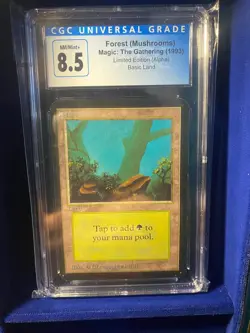 CGC UNIVERSAL GRADE
NM/Mint+
8.5
Forest (Mushrooms)
Magic: The Gathering (1993)
Limited Edition (Alpha)
Basic Land
Tap to add to
your mana pool.